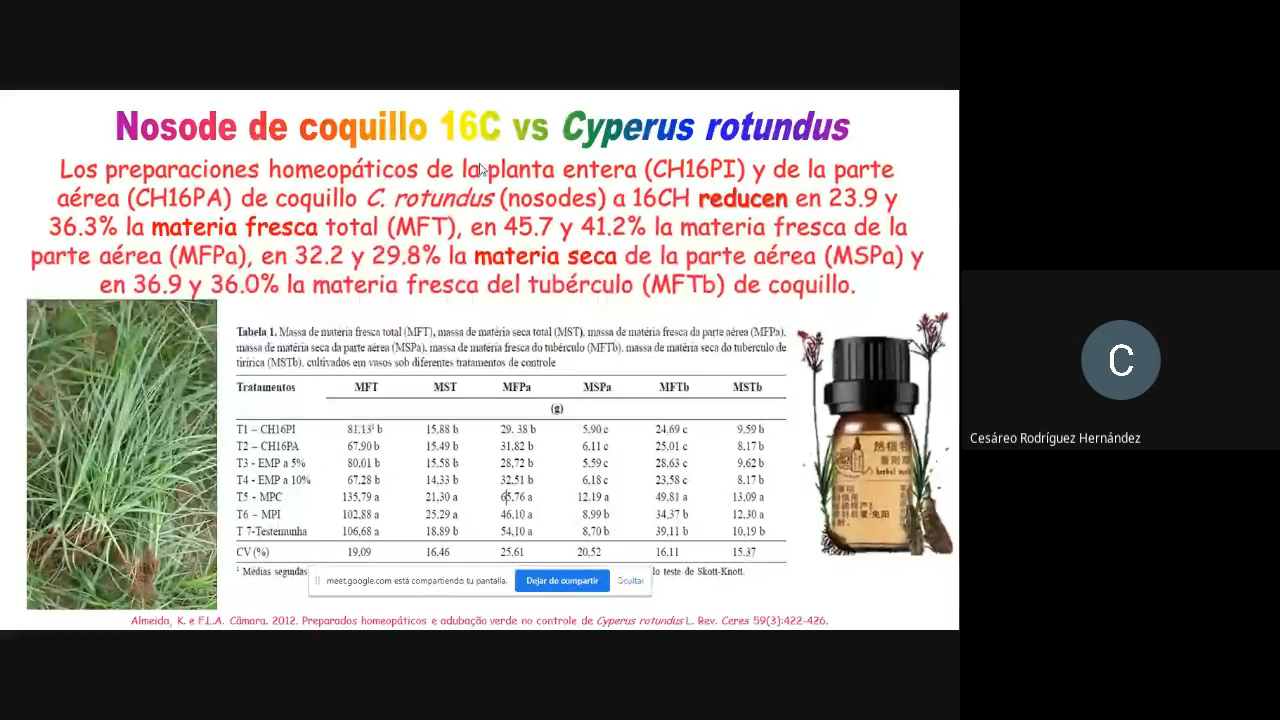 Nosode de coquillo 16C vs Cyperus rotundus
Los preparaciones homeopáticos de la planta entera (CH16PI) y de la parte
aérea (CH16PA) de coquillo C. rotundus (nosodes) a 16CH reducen en 23.9 y
36.3% la materia fresca total (MFT), en 45.7 y 41.2% la materia fresca de la
parte aérea (MFPa), en 32.2 y 29.8% la materia seca de la parte aérea (MSPa) y
en 36.9 y 36.0% la materia fresca del tubérculo (MFTb) de coquillo.
Tabela 1. Massa de materia fresca total (MFT), massa de matéria seca total (MST), massa de matéria fresca da parte aérea (MFPa),
massa de matéria seca da parte aérea (MSPa), massa de matéria fresca do tubérculo (MFTb), massa de matéria seca do tuberculo de
tiririca (MSTb), cultivados em vasos sob diferentes tratamentos de controle
Tratamentos MFT MST MFPa MSPa MFTb MSTb
(g)
T1 – CH16PI 81,13¹ b 15,88 b 29,38 b 5,90 c 24,69 c 9,59 b
T2 – CH16PA 67,90 b 15,49 b 31,82 b 6,11 c 25,01 c 8,17 b
T3 - EMP a 5% 80,01 b 15,58 b 28,72 b 5,59 c 28,63 c 9,62 b
T4 - EMP a 10% 67,28 b 14,33 b 32,51 b 6,18 c 23,58 c 8,17 b
T5 - MPC 135,79 a 21,30 a 65,76 a 12,19 a 49,81 a 13,09 a
T6 – MPI 102,88 a 25,29 a 46,10 a 8,99 b 34,37 b 12,30 a
T 7-Testemunha 106,68 a 18,89 b 54,10 a 8,70 b 39,11 b 10,19 b
CV (%) 19,09 16,46 25,61 20,52 16,11 15,37
¹ Médias seguidas lo teste de Skott-Knott.
meet.google.com está compartiendo tu pantalla. Dejar de compartir Ocultar
Almeida, K. e F.L.A. Câmara. 2012. Preparados homeopáticos e adubação verde no controle de Cyperus rotundus L. Rev. Ceres 59(3):422-426.
然植物
herbal
C
Cesáreo Rodríguez Hernández